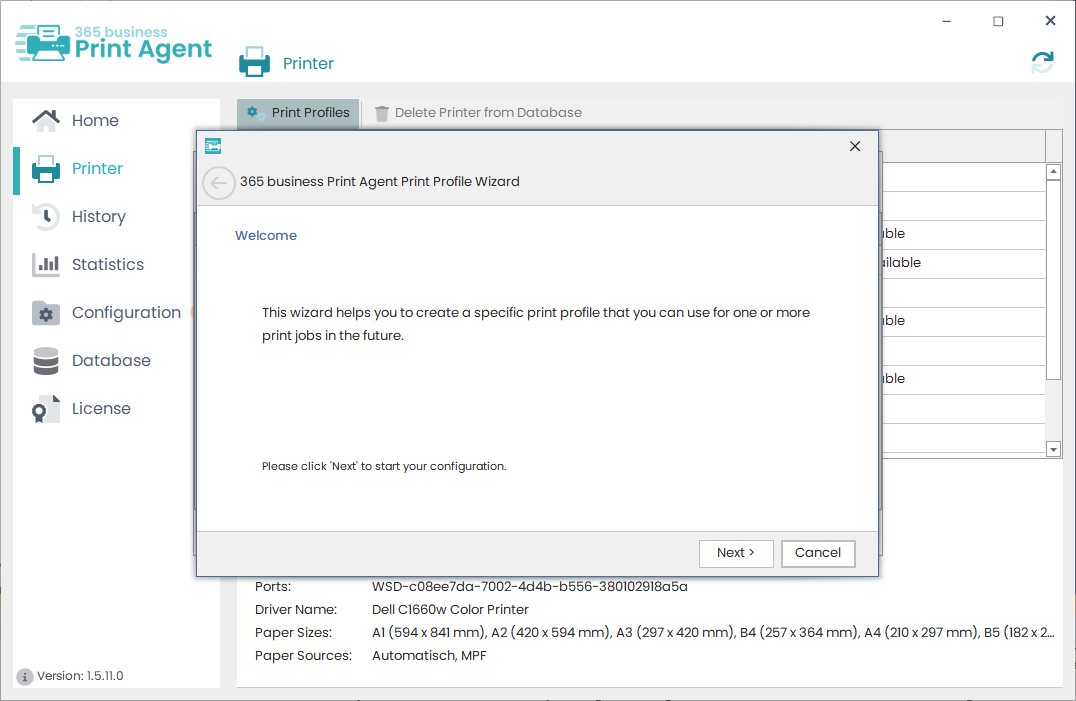 365 business
Print Agent
Printer
Home
Printer
History
Statistics
Configuration
Database
License
Version: 1.5.11.0
Print Profiles
Delete Printer from Database
365 business Print Agent Print Profile Wizard
Welcome
This wizard helps you to create a specific print profile that you can use for one or more
print jobs in the future.
Please click 'Next' to start your configuration.
Next >
Cancel
Ports: WSD-c08ee7da-7002-4d4b-b556-380102918a5a
Driver Name: Dell C1660w Color Printer
Paper Sizes: A1 (594 x 841 mm), A2 (420 x 594 mm), A3 (297 x 420 mm), B4 (257 x 364 mm), A4 (210 x 297 mm), B5 (182 x 2...
Paper Sources: Automatisch, MPF